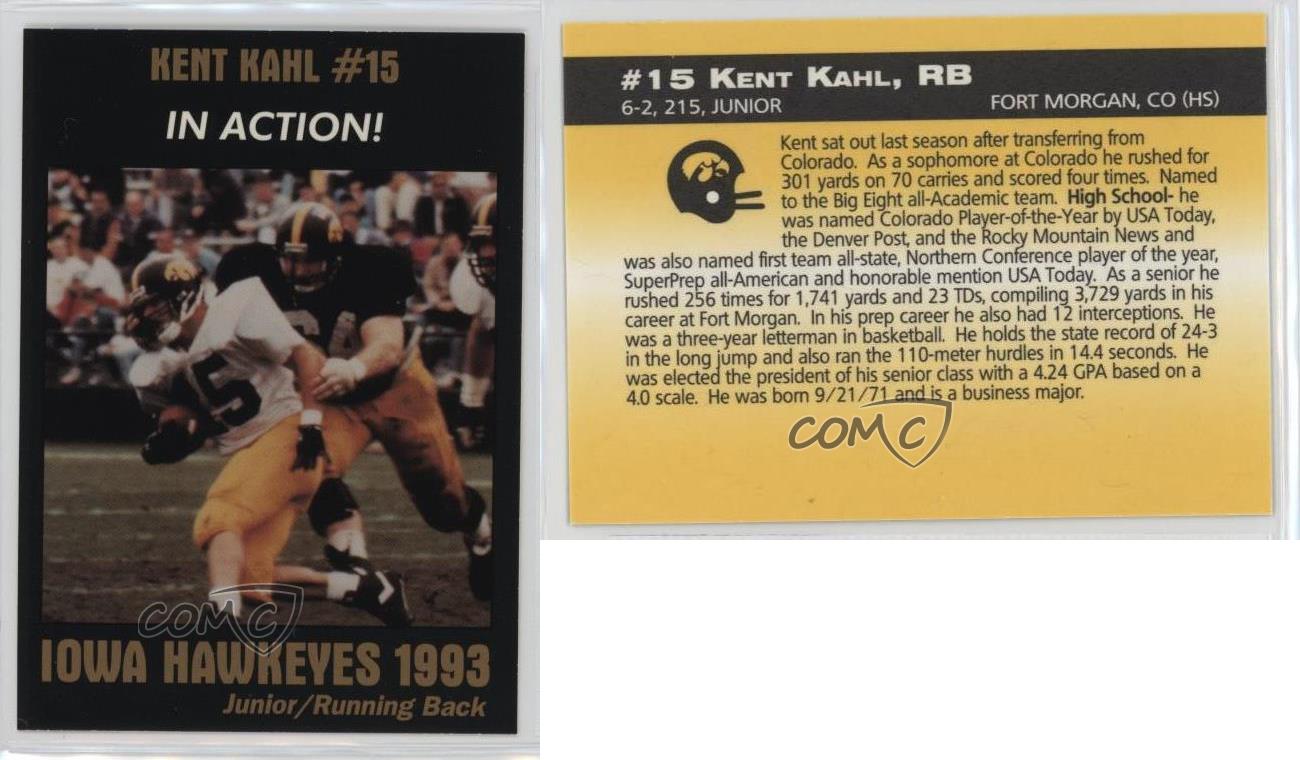 KENT KAHL #15
IN ACTION!
15
COMC
IOWA HAWKEYES 1993
Junior/Running Back
#15 KENT KAHL, RB
6-2, 215, JUNIOR
FORT MORGAN, CO (HS)
Kent sat out last season after transferring from
Colorado. As a sophomore at Colorado he rushed for
301 yards on 70 carries and scored four times. Named
to the Big Eight all-Academic team. High School- he
was named Colorado Player-of-the-Year by USA Today,
the Denver Post, and the Rocky Mountain News and
was also named first team all-state, Northern Conference player of the year,
SuperPrep all-American and honorable mention USA Today. As a senior he
rushed 256 times for 1,741 yards and 23 TDs, compiling 3,729 yards in his
career at Fort Morgan. In his prep career he also had 12 interceptions. He
was a three-year letterman in basketball. He holds the state record of 24-3
in the long jump and also ran the 110-meter hurdles in 14.4 seconds. He
was elected the president of his senior class with a 4.24 GPA based on a
4.0 scale. He was born 9/21/71 and is a business major.
COMC